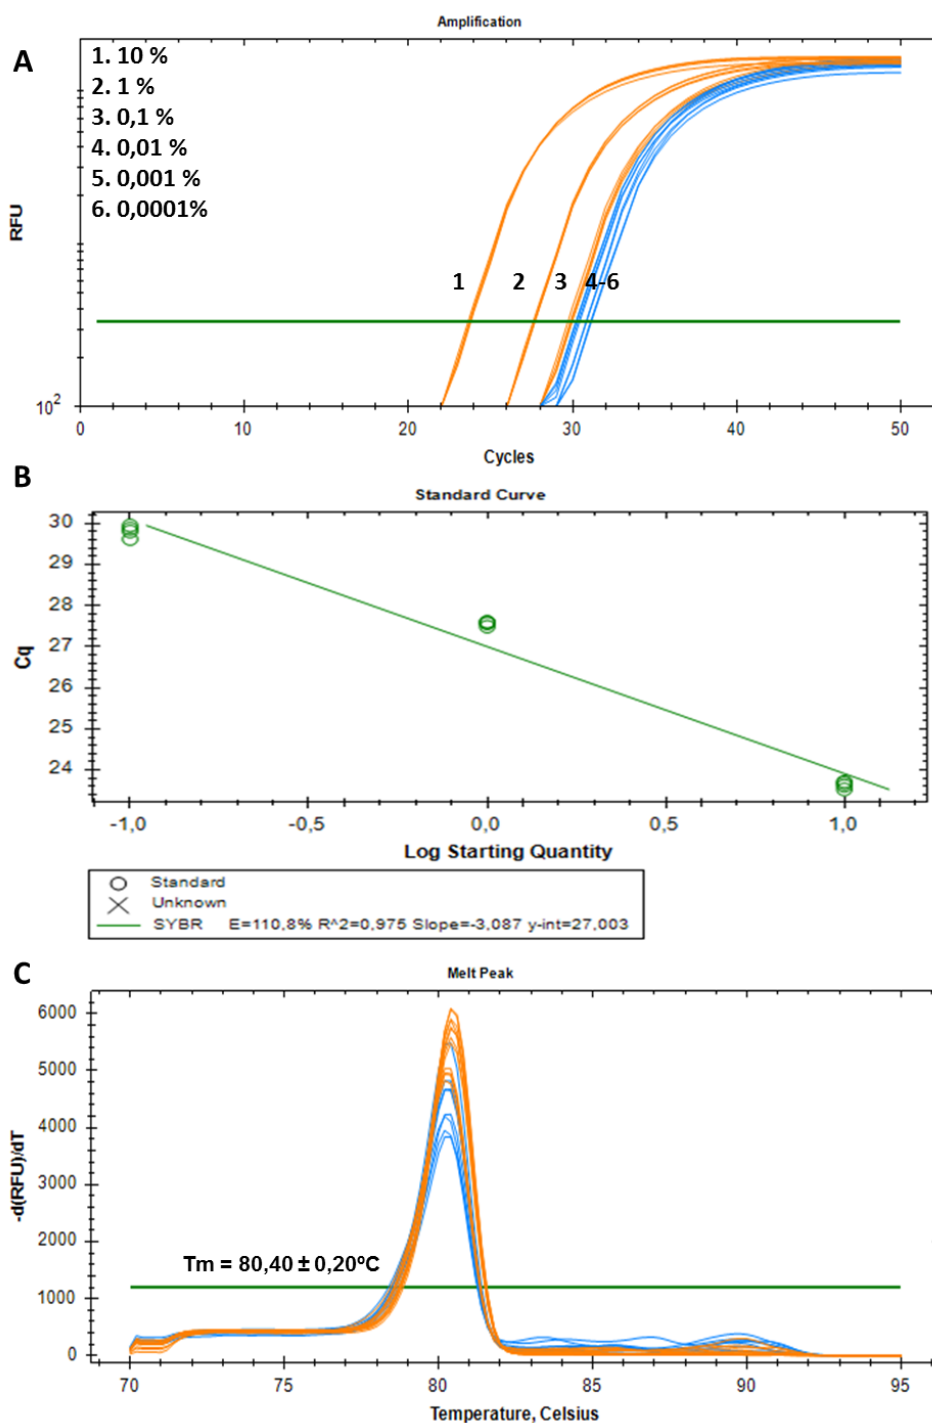 Amplification
A
1. 10 %
2. 1 %
3. 0,1 %
4. 0,01 %
5. 0,001 %
6. 0,0001%
RFU
1 2 3 4-6
10²
0 10 20 30 40 50
Cycles
B
Standard Curve
30
29
28
27
26
25
24
Cq
-1,0 -0,5 0,0 0,5 1,0
Log Starting Quantity
Standard
Unknown
SYBR E=110,8% R^2=0,975 Slope=-3,087 y-int=27,003
C
Melt Peak
6000
5000
4000
3000
2000
1000
0
-d(RFU)/dT
Tm = 80,40 ± 0,20ºC
70 75 80 85 90 95
Temperature, Celsius